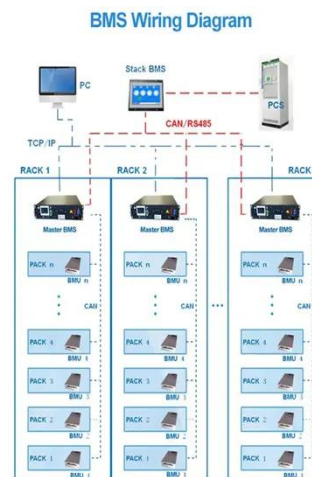 BMS Wiring Diagram
Stack BMS
PC
PCS
CAN/RS485
TCP/IP
RACK 1
RACK 2
RACK
Master BMS
Master BMS
Master BMS
PACK n
BMU n
PACK n
BMU n
PACK n
BMU n
CAN
CAN
CAN
PACK 4
BMU 4
PACK 4
BMU 4
PACK 4
BMU 4
PACK 3
BMU 3
PACK 3
BMU 3
PACK 3
BMU 3
PACK 2
BMU 2
PACK 2
BMU 2
PACK 2
BMU 2
PACK 1
BMU
PACK 1
BMU
PACK 1
BMU